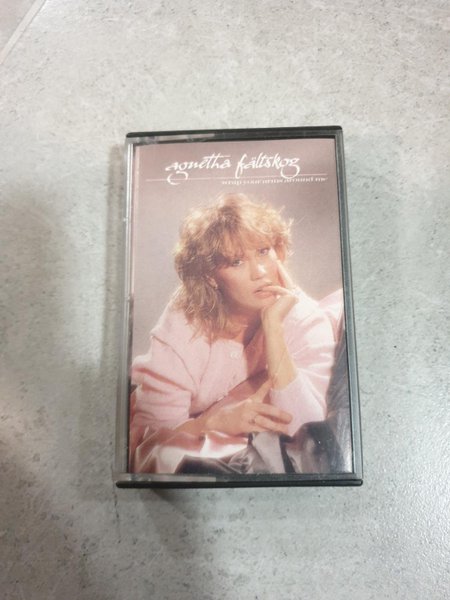 agnetha fältskog
wrap your arms around me